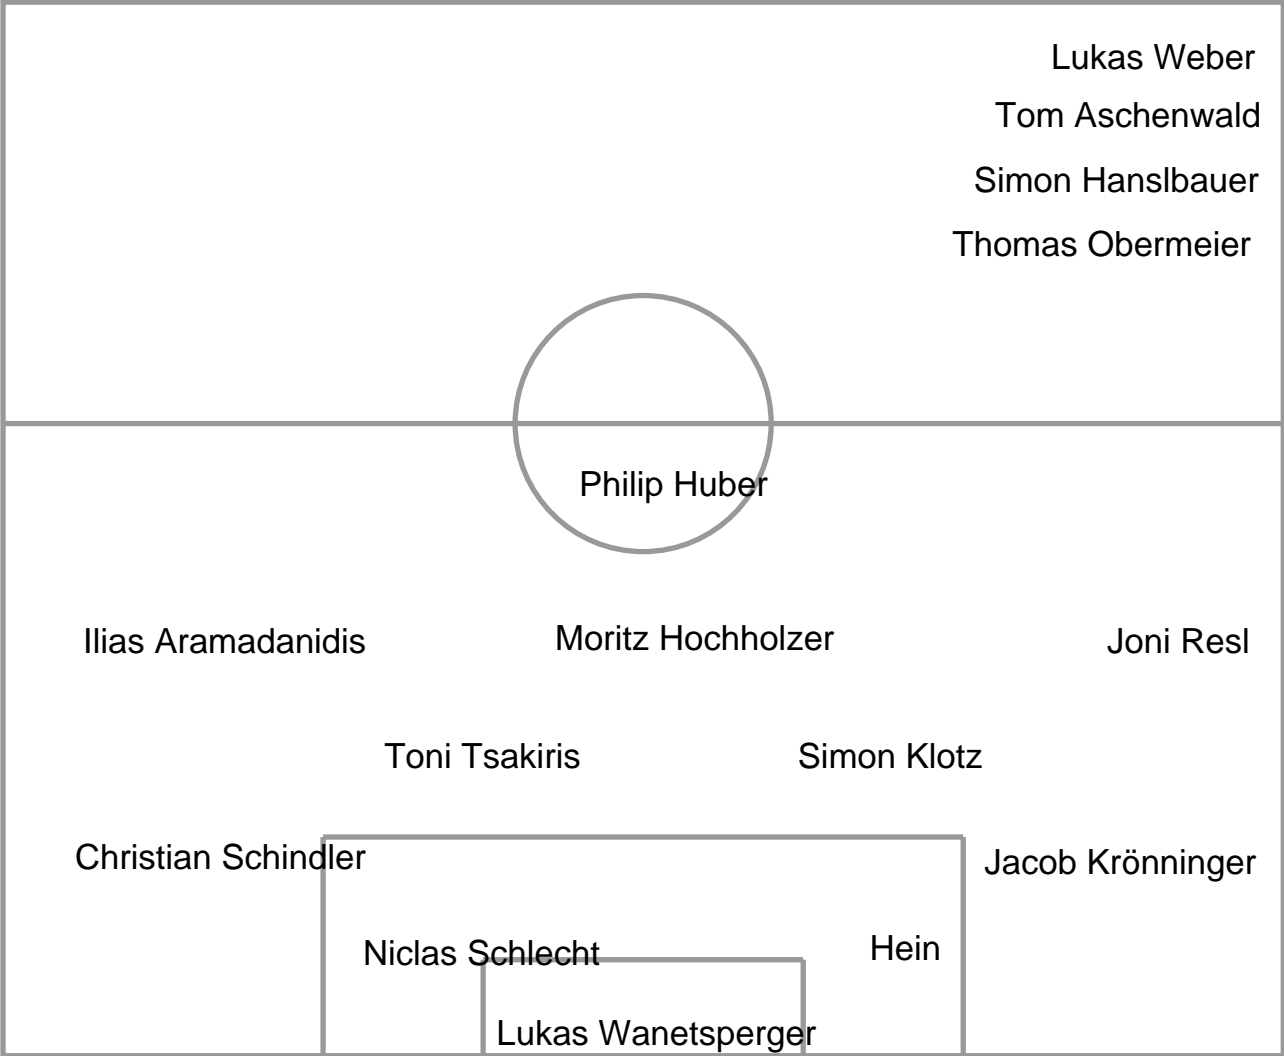 Lukas Weber
Tom Aschenwald
Simon Hanslbauer
Thomas Obermeier
Philip Huber
Ilias Aramadanidis
Moritz Hochholzer
Joni Resl
Toni Tsakiris
Simon Klotz
Christian Schindler
Jacob Krönninger
Niclas Schlecht
Hein
Lukas Wanetsperger